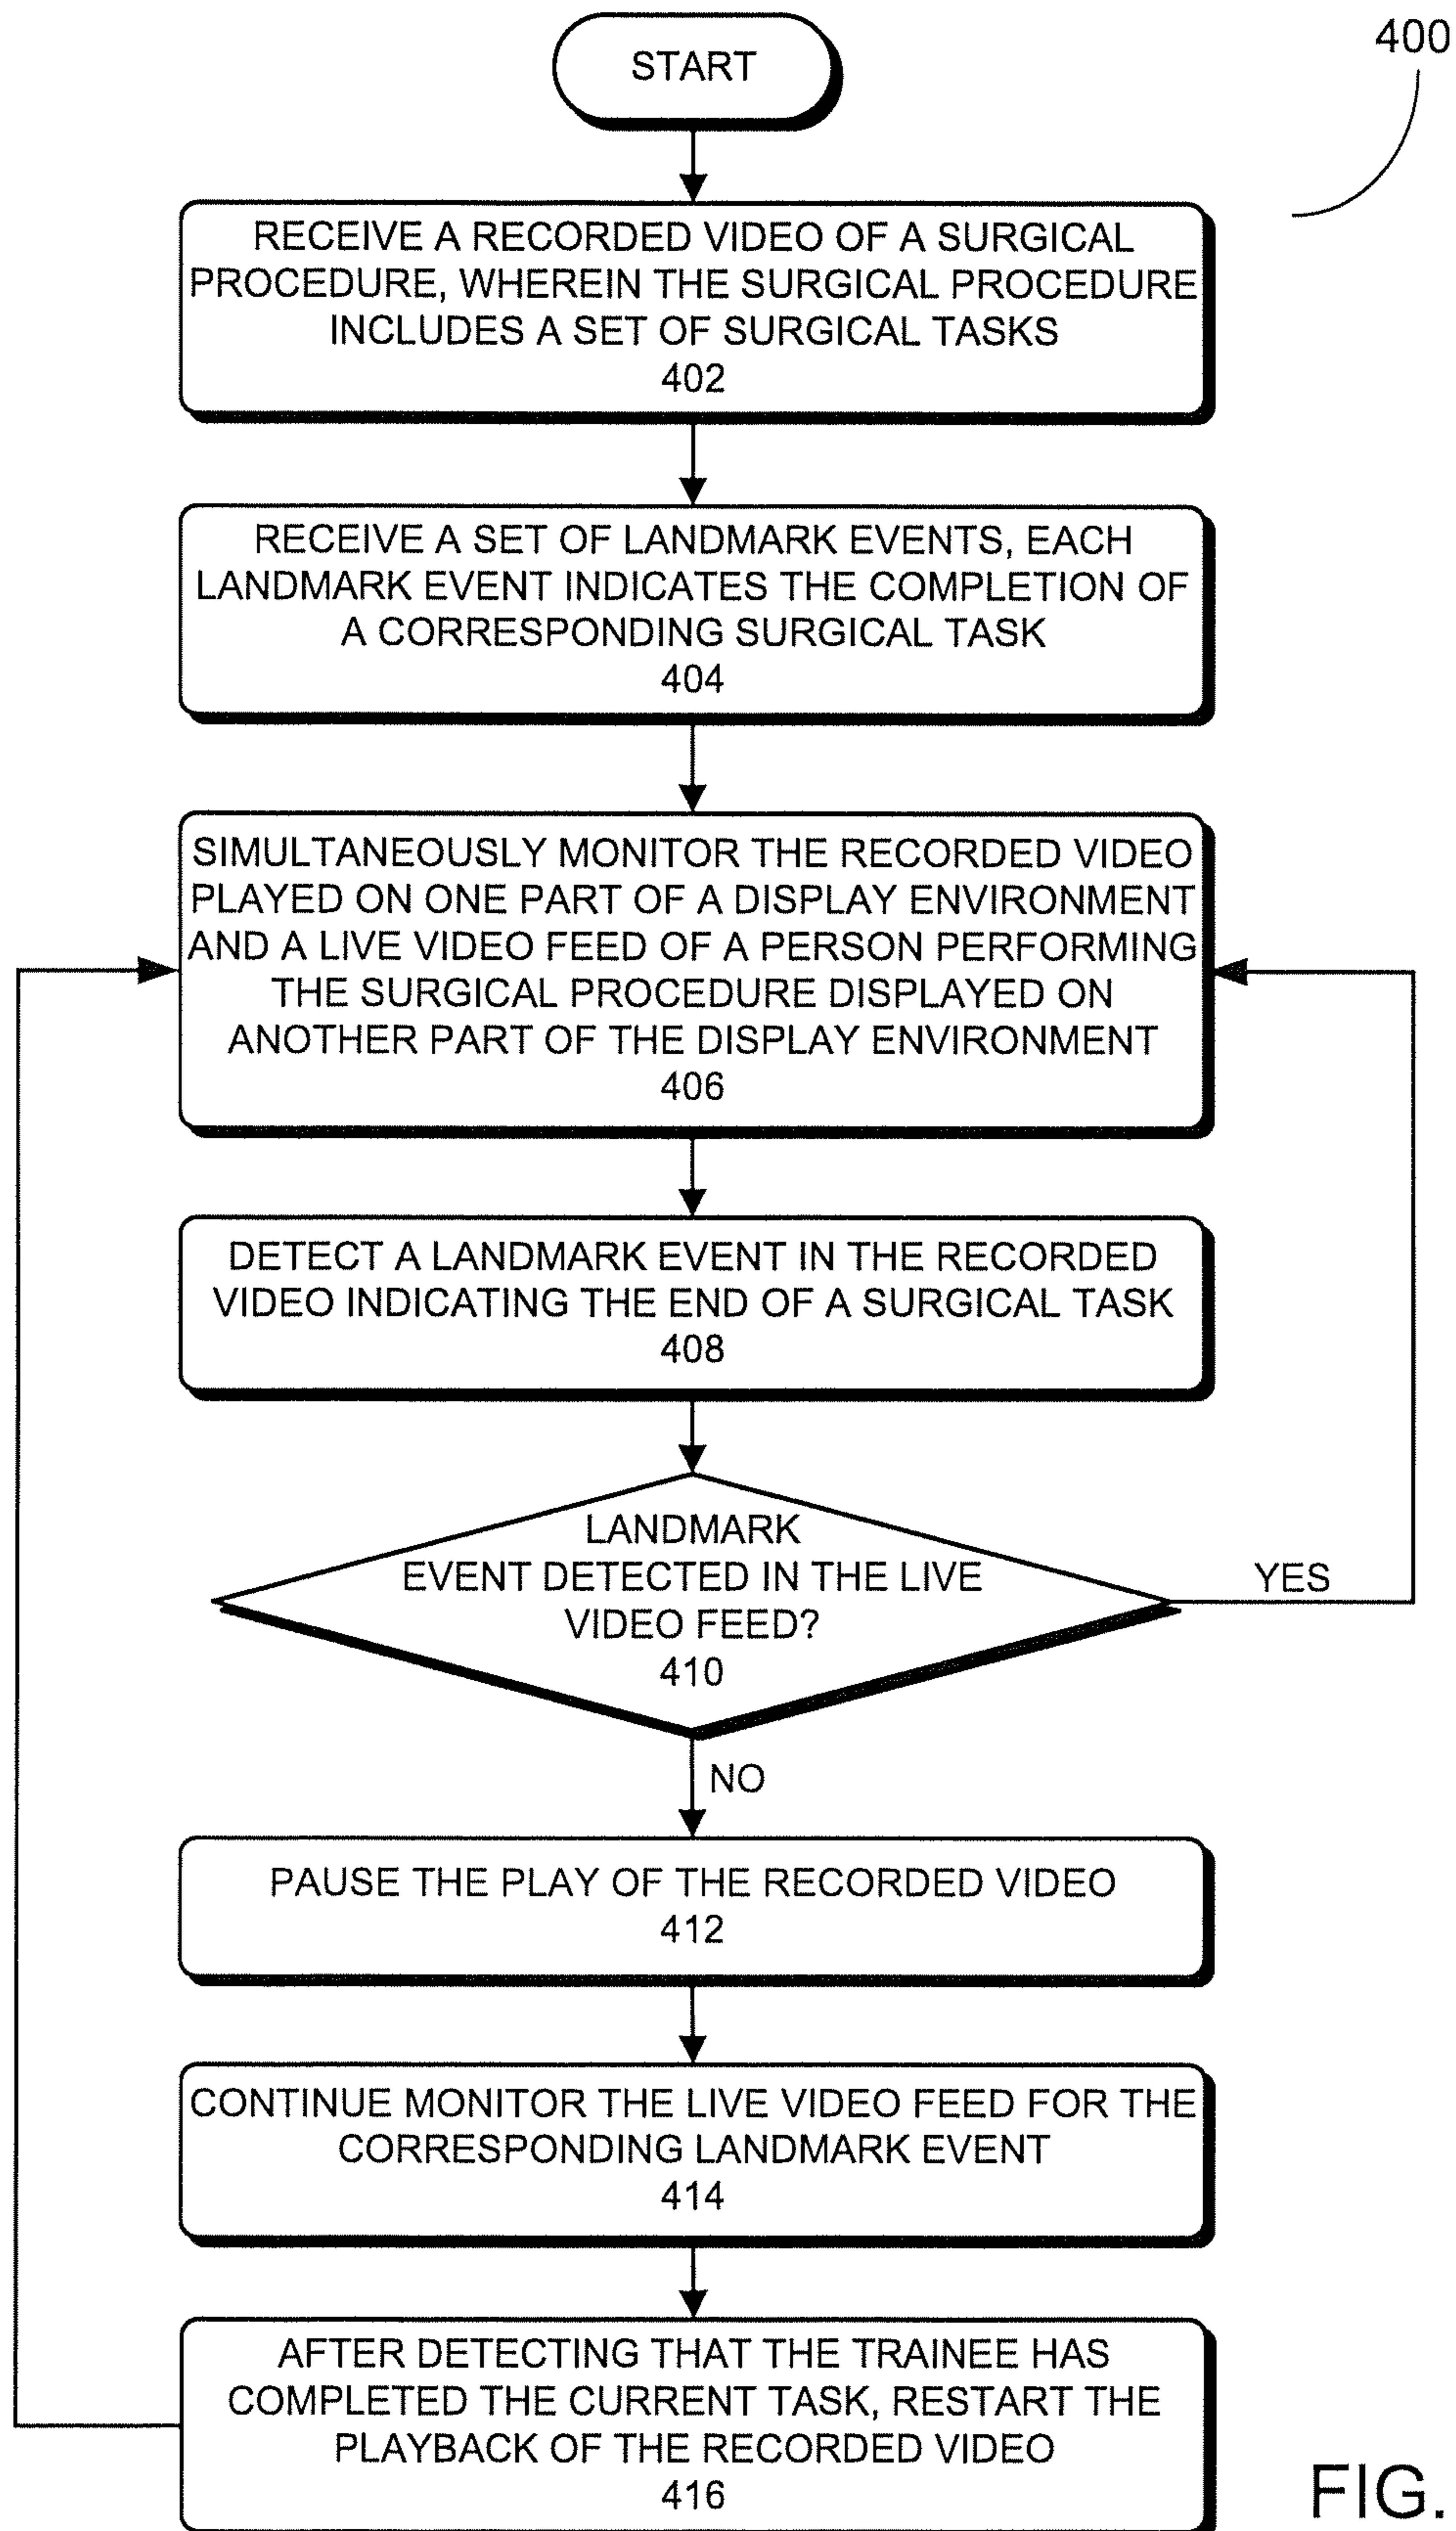 400
START
RECEIVE A RECORDED VIDEO OF A SURGICAL
PROCEDURE, WHEREIN THE SURGICAL PROCEDURE
INCLUDES A SET OF SURGICAL TASKS
402
RECEIVE A SET OF LANDMARK EVENTS, EACH
LANDMARK EVENT INDICATES THE COMPLETION OF
A CORRESPONDING SURGICAL TASK
404
SIMULTANEOUSLY MONITOR THE RECORDED VIDEO
PLAYED ON ONE PART OF A DISPLAY ENVIRONMENT
AND A LIVE VIDEO FEED OF A PERSON PERFORMING
THE SURGICAL PROCEDURE DISPLAYED ON
ANOTHER PART OF THE DISPLAY ENVIRONMENT
406
DETECT A LANDMARK EVENT IN THE RECORDED
VIDEO INDICATING THE END OF A SURGICAL TASK
408
LANDMARK
EVENT DETECTED IN THE LIVE
VIDEO FEED?
410
YES
NO
PAUSE THE PLAY OF THE RECORDED VIDEO
412
CONTINUE MONITOR THE LIVE VIDEO FEED FOR THE
CORRESPONDING LANDMARK EVENT
414
AFTER DETECTING THAT THE TRAINEE HAS
COMPLETED THE CURRENT TASK, RESTART THE
PLAYBACK OF THE RECORDED VIDEO
416
FIG.